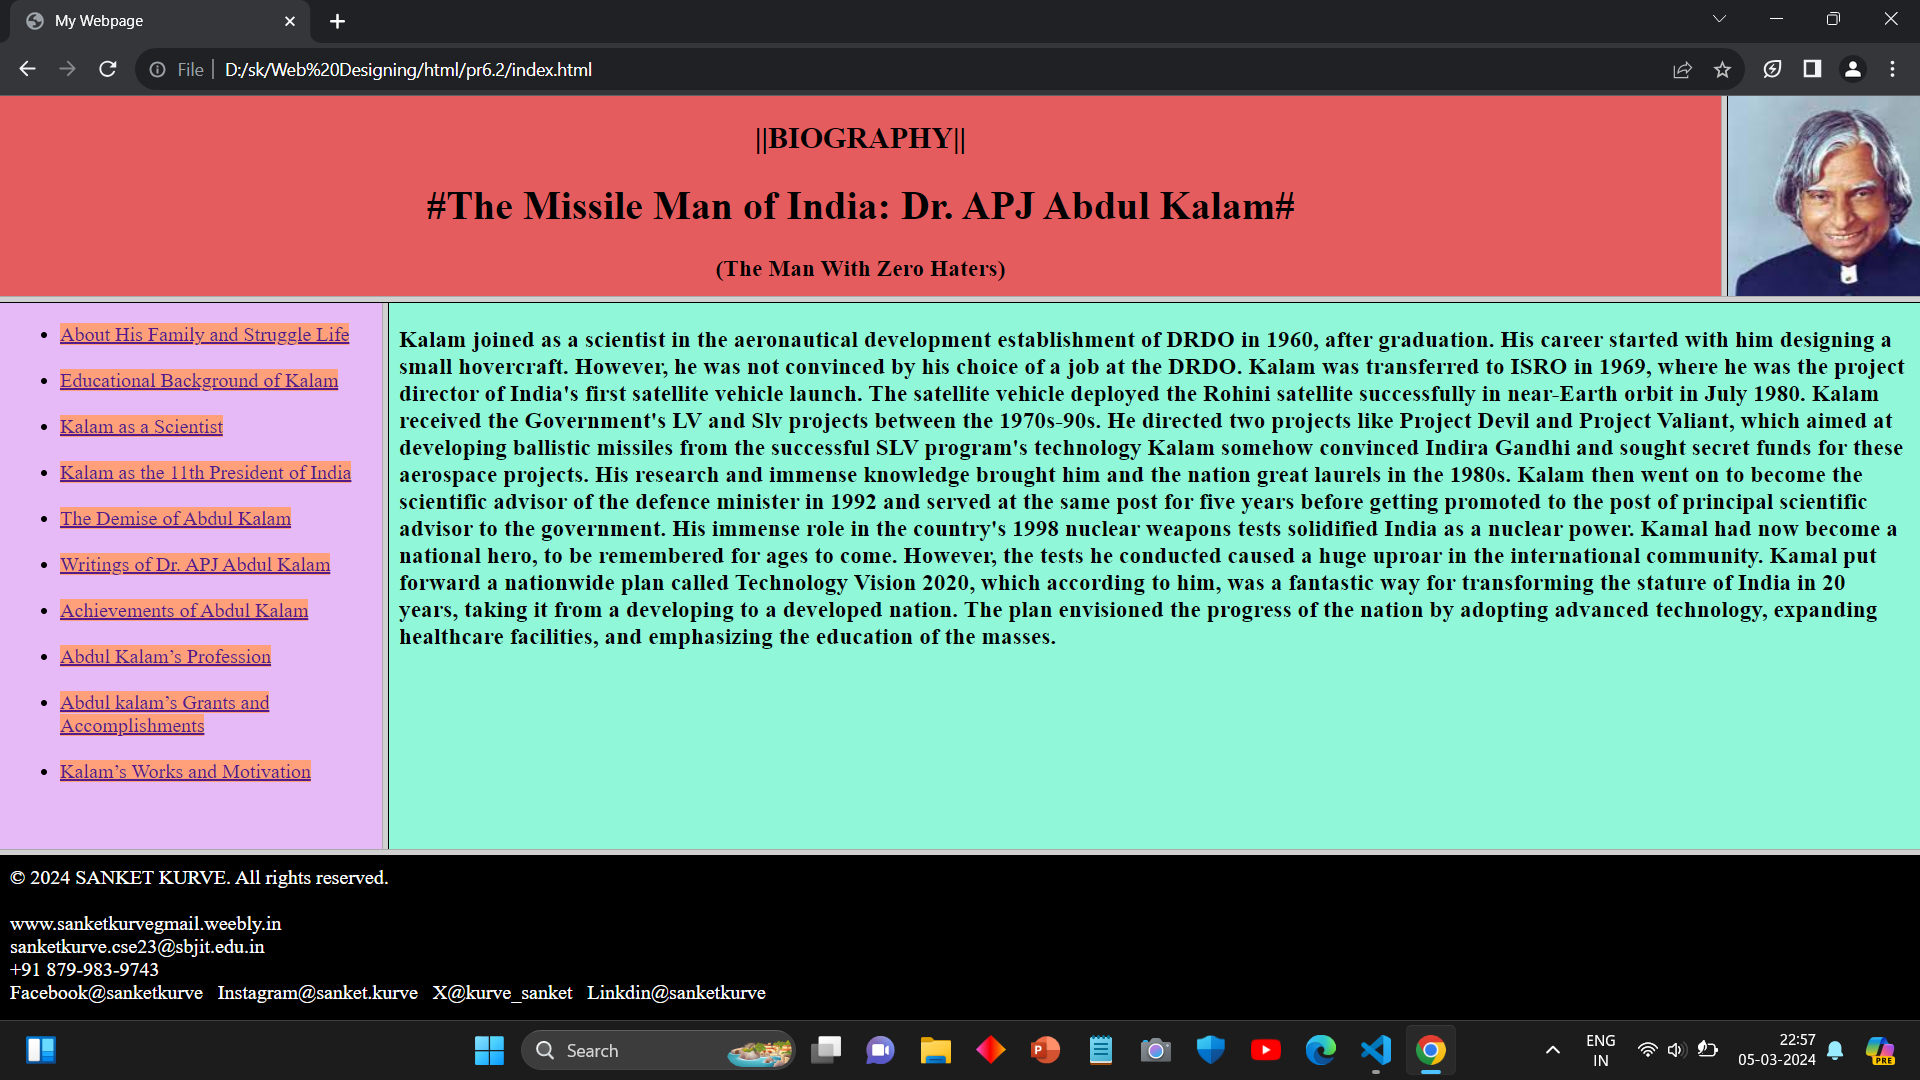 My Webpage
File
D:/sk/Web%20Designing/html/pr6.2/index.html
||BIOGRAPHY||
#The Missile Man of India: Dr. APJ Abdul Kalam#
(The Man With Zero Haters)
About His Family and Struggle Life
Educational Background of Kalam
Kalam as a Scientist
Kalam as the 11th President of India
The Demise of Abdul Kalam
Writings of Dr. APJ Abdul Kalam
Achievements of Abdul Kalam
Abdul Kalam’s Profession
Abdul kalam’s Grants and
Accomplishments
Kalam’s Works and Motivation
Kalam joined as a scientist in the aeronautical development establishment of DRDO in 1960, after graduation. His career started with him designing a
small hovercraft. However, he was not convinced by his choice of a job at the DRDO. Kalam was transferred to ISRO in 1969, where he was the project
director of India's first satellite vehicle launch. The satellite vehicle deployed the Rohini satellite successfully in near-Earth orbit in July 1980. Kalam
received the Government's LV and Slv projects between the 1970s-90s. He directed two projects like Project Devil and Project Valiant, which aimed at
developing ballistic missiles from the successful SLV program's technology Kalam somehow convinced Indira Gandhi and sought secret funds for these
aerospace projects. His research and immense knowledge brought him and the nation great laurels in the 1980s. Kalam then went on to become the
scientific advisor of the defence minister in 1992 and served at the same post for five years before getting promoted to the post of principal scientific
advisor to the government. His immense role in the country's 1998 nuclear weapons tests solidified India as a nuclear power. Kamal had now become a
national hero, to be remembered for ages to come. However, the tests he conducted caused a huge uproar in the international community. Kamal put
forward a nationwide plan called Technology Vision 2020, which according to him, was a fantastic way for transforming the stature of India in 20
years, taking it from a developing to a developed nation. The plan envisioned the progress of the nation by adopting advanced technology, expanding
healthcare facilities, and emphasizing the education of the masses.
© 2024 SANKET KURVE. All rights reserved.
www.sanketkurvegmail.weebly.in
sanketkurve.cse23@sbjit.edu.in
+91 879-983-9743
Facebook@sanketkurve Instagram@sanket.kurve X@kurve_sanket Linkdin@sanketkurve
Search
P
ENG
IN
22:57
05-03-2024
PRE